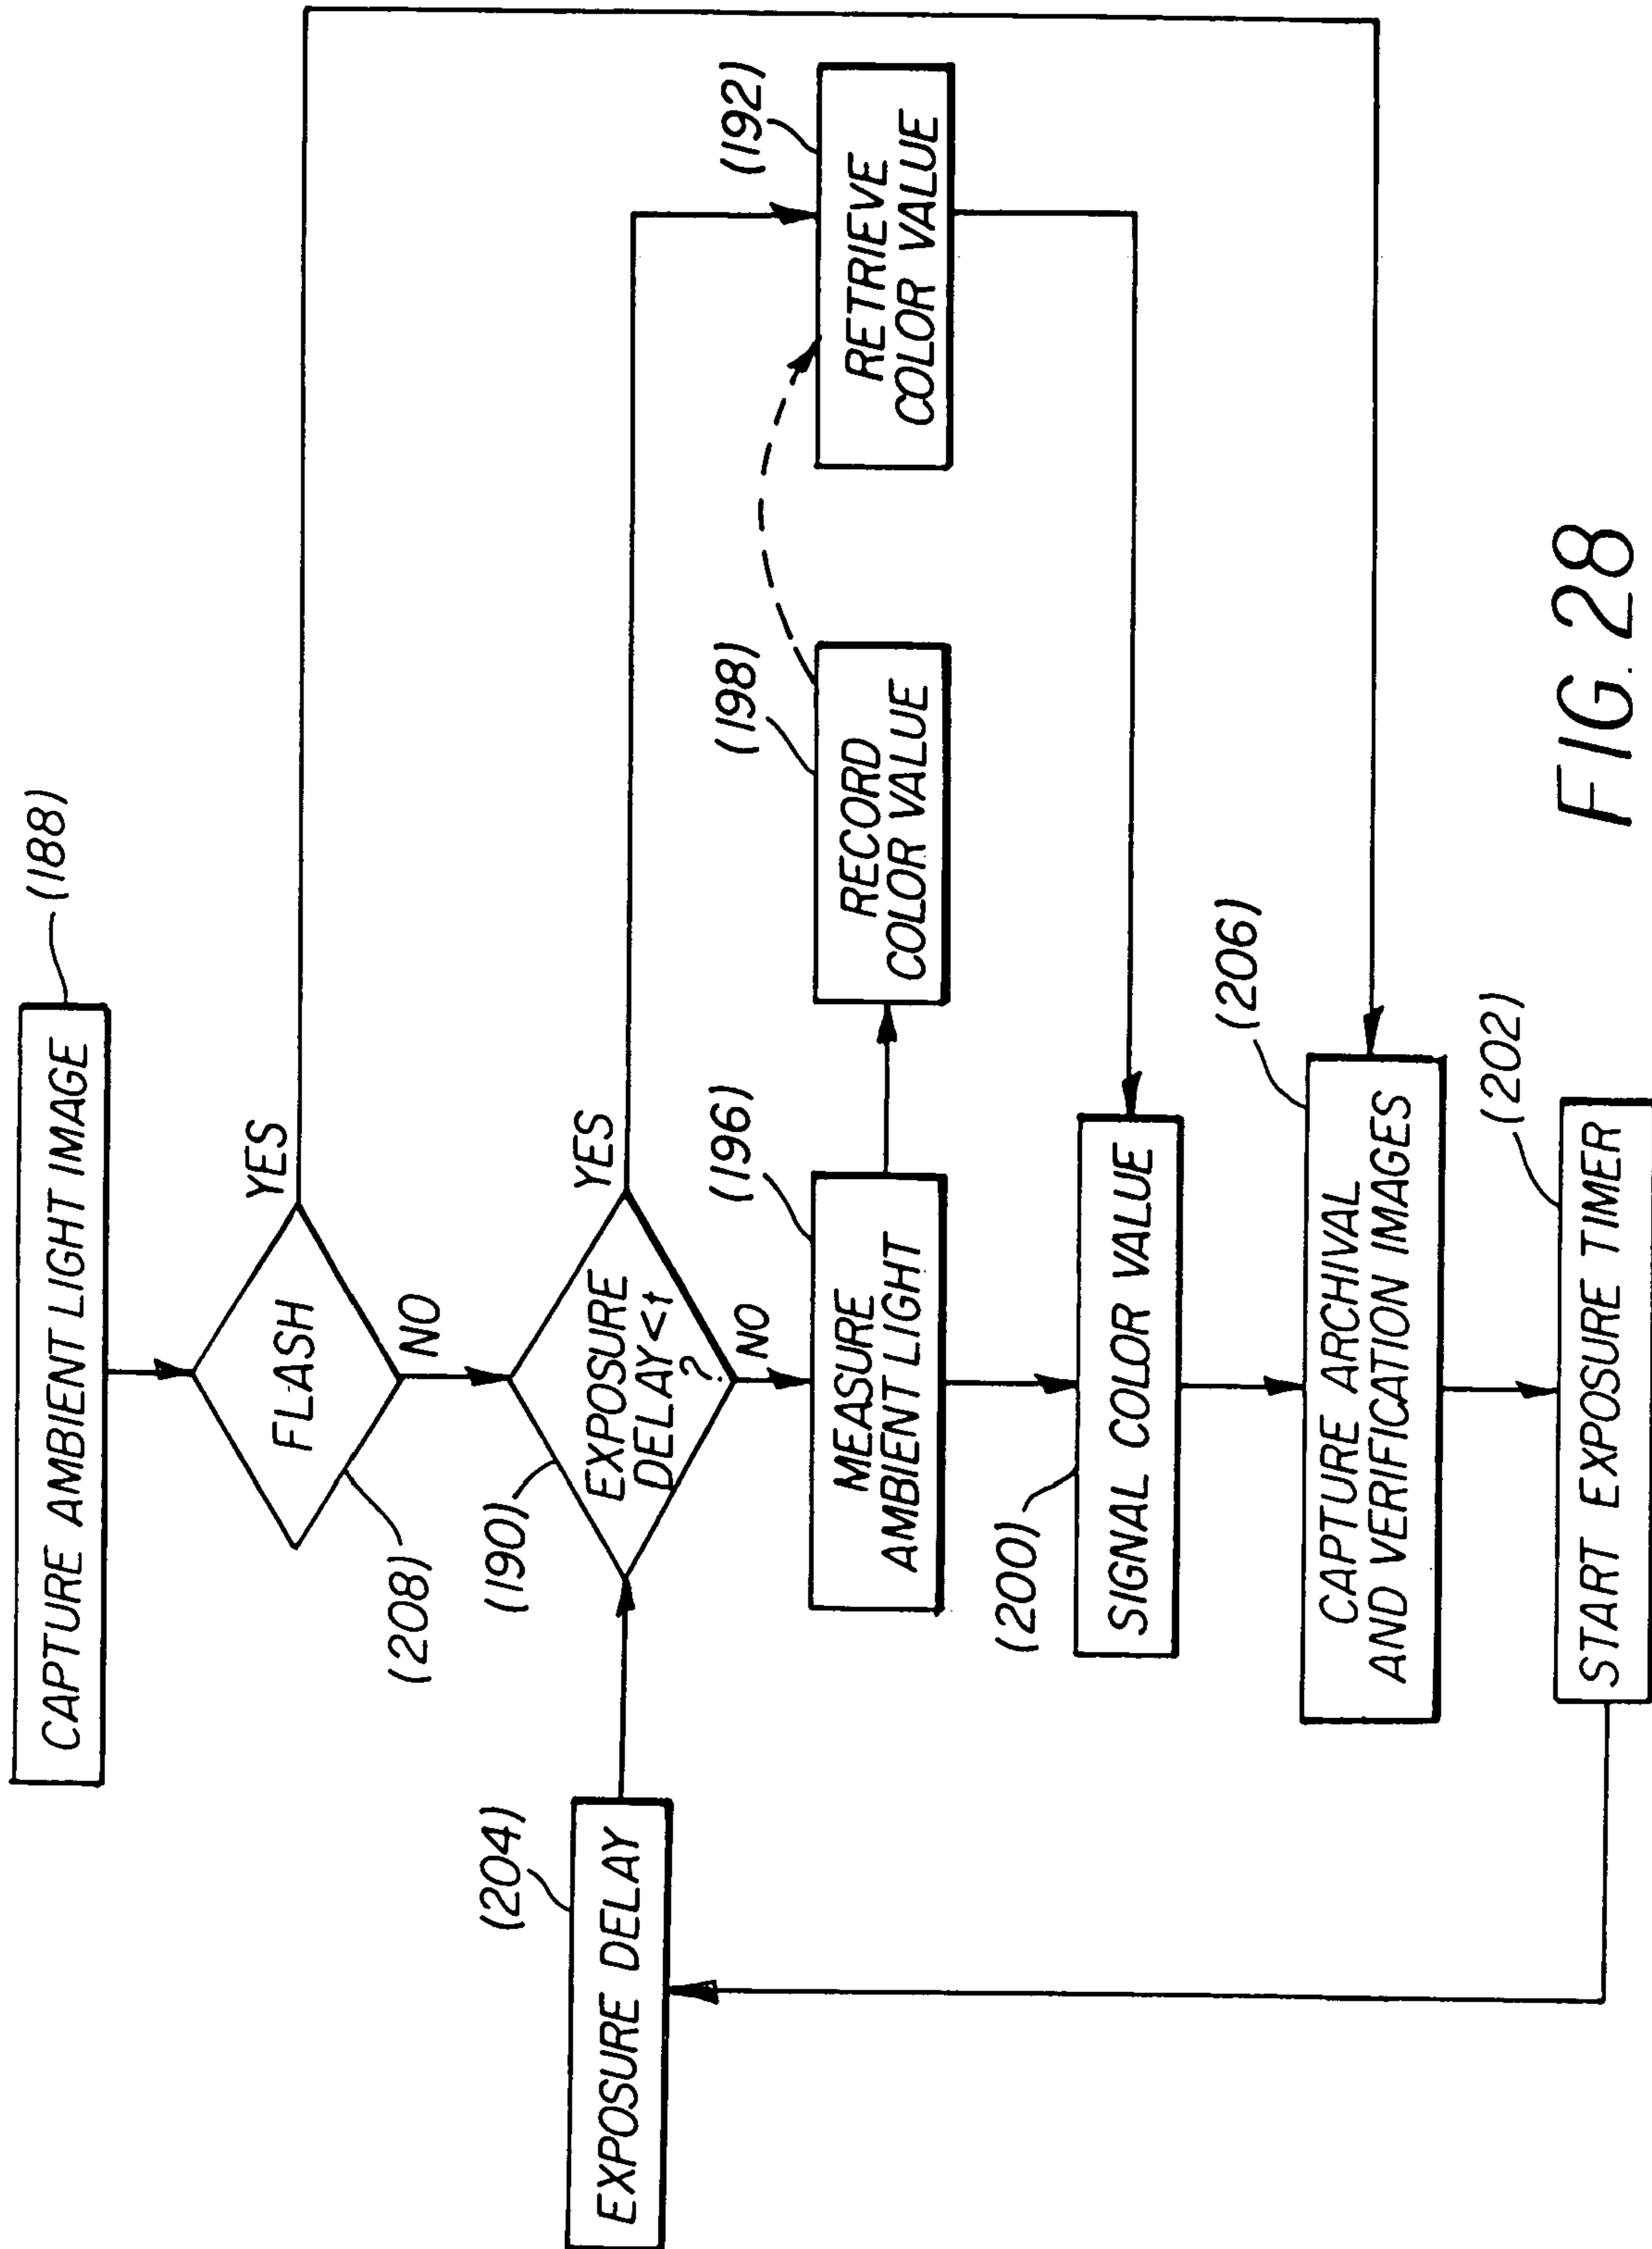 CAPTURE AMBIENT LIGHT IMAGE
(188)
FLASH
YES
NO
(208)
(204)
EXPOSURE DELAY
(190)
EXPOSURE
DELAY<t
?
YES
NO
(196)
MEASURE
AMBIENT LIGHT
(198)
RECORD
COLOR VALUE
(192)
RETRIEVE
COLOR VALUE
(200)
SIGNAL COLOR VALUE
(206)
CAPTURE ARCHIVAL
AND VERIFICATION IMAGES
(202)
START EXPOSURE TIMER
FIG. 28